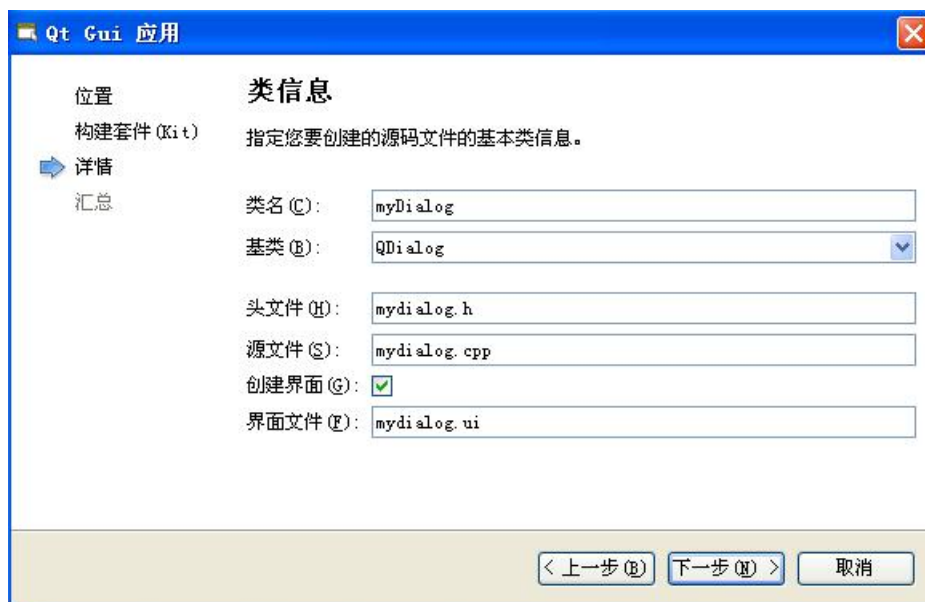 Qt Gui 应用
位置
构建套件(Kit)
详情
汇总
类信息
指定您要创建的源码文件的基本类信息。
类名(C): myDialog
基类(B): QDialog
头文件(H): mydialog.h
源文件(S): mydialog.cpp
创建界面(G):
界面文件(F): mydialog.ui
< 上一步(B) 下一步(N) > 取消